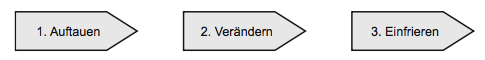 1. Auftauen
2. Verändern
3. Einfrieren